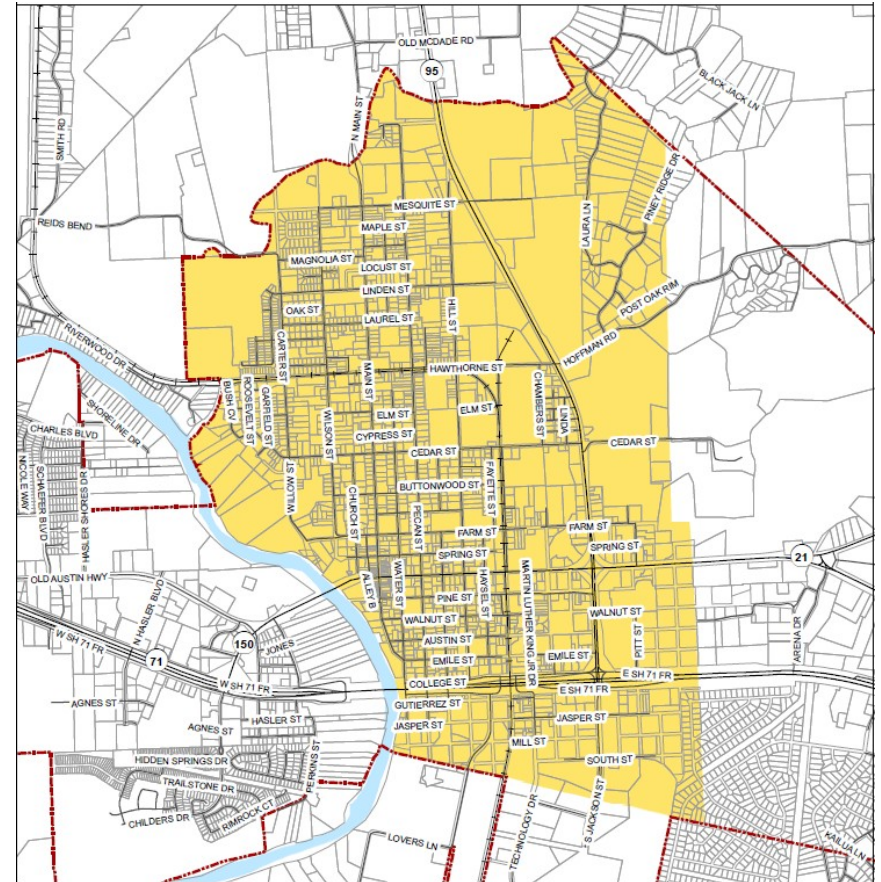 OLD MCDADE RD
95
BLACK JACK LN
N MAIN ST
SMITH RD
PINEY RIDGE DR
MESQUITE ST
REIDS BEND
MAPLE ST
LAURA LN
MAGNOLIA ST
LOCUST ST
LINDEN ST
POST OAK RIM
OAK ST
HILL ST
LAUREL ST
RIVERWOOD DR
CARTER ST
HOFFMAN RD
MAIN ST
HAWTHORNE ST
BUSH CV
ROOSEVELT ST
GARFIELD ST
CHAMBERS ST
LINDA
SHORELINE DR
WILSON ST
ELM ST
ELM ST
CHARLES BLVD
CYPRESS ST
CEDAR ST
CEDAR ST
NICOLE WAY
SCHAEFER BLVD
HASLER SHORES DR
WILLOW ST
FAYETTE ST
BUTTONWOOD ST
CHURCH ST
PECAN ST
FARM ST
FARM ST
SPRING ST
SPRING ST
21
OLD AUSTIN HWY
ALLEY B
WATER ST
HAYSEL ST
MARTIN LUTHER KING JR DR
PINE ST
N HASLER BLVD
WALNUT ST
WALNUT ST
W SH 71 FR
150
JONES
AUSTIN ST
LITT ST
ARENA DR
71
EMILE ST
EMILE ST
W SH 71 FR
COLLEGE ST
E SH 71 FR
E SH 71 FR
AGNES ST
GUTIERREZ ST
HASLER ST
JASPER ST
JASPER ST
AGNES ST
MILL ST
HIDDEN SPRINGS DR
PERKINS ST
SOUTH ST
TRAILSTONE DR
CHILDERS DR
RIMROCK CT
TECHNOLOGY DR
S JACKSON ST
LOVERS LN
KAILUA LN